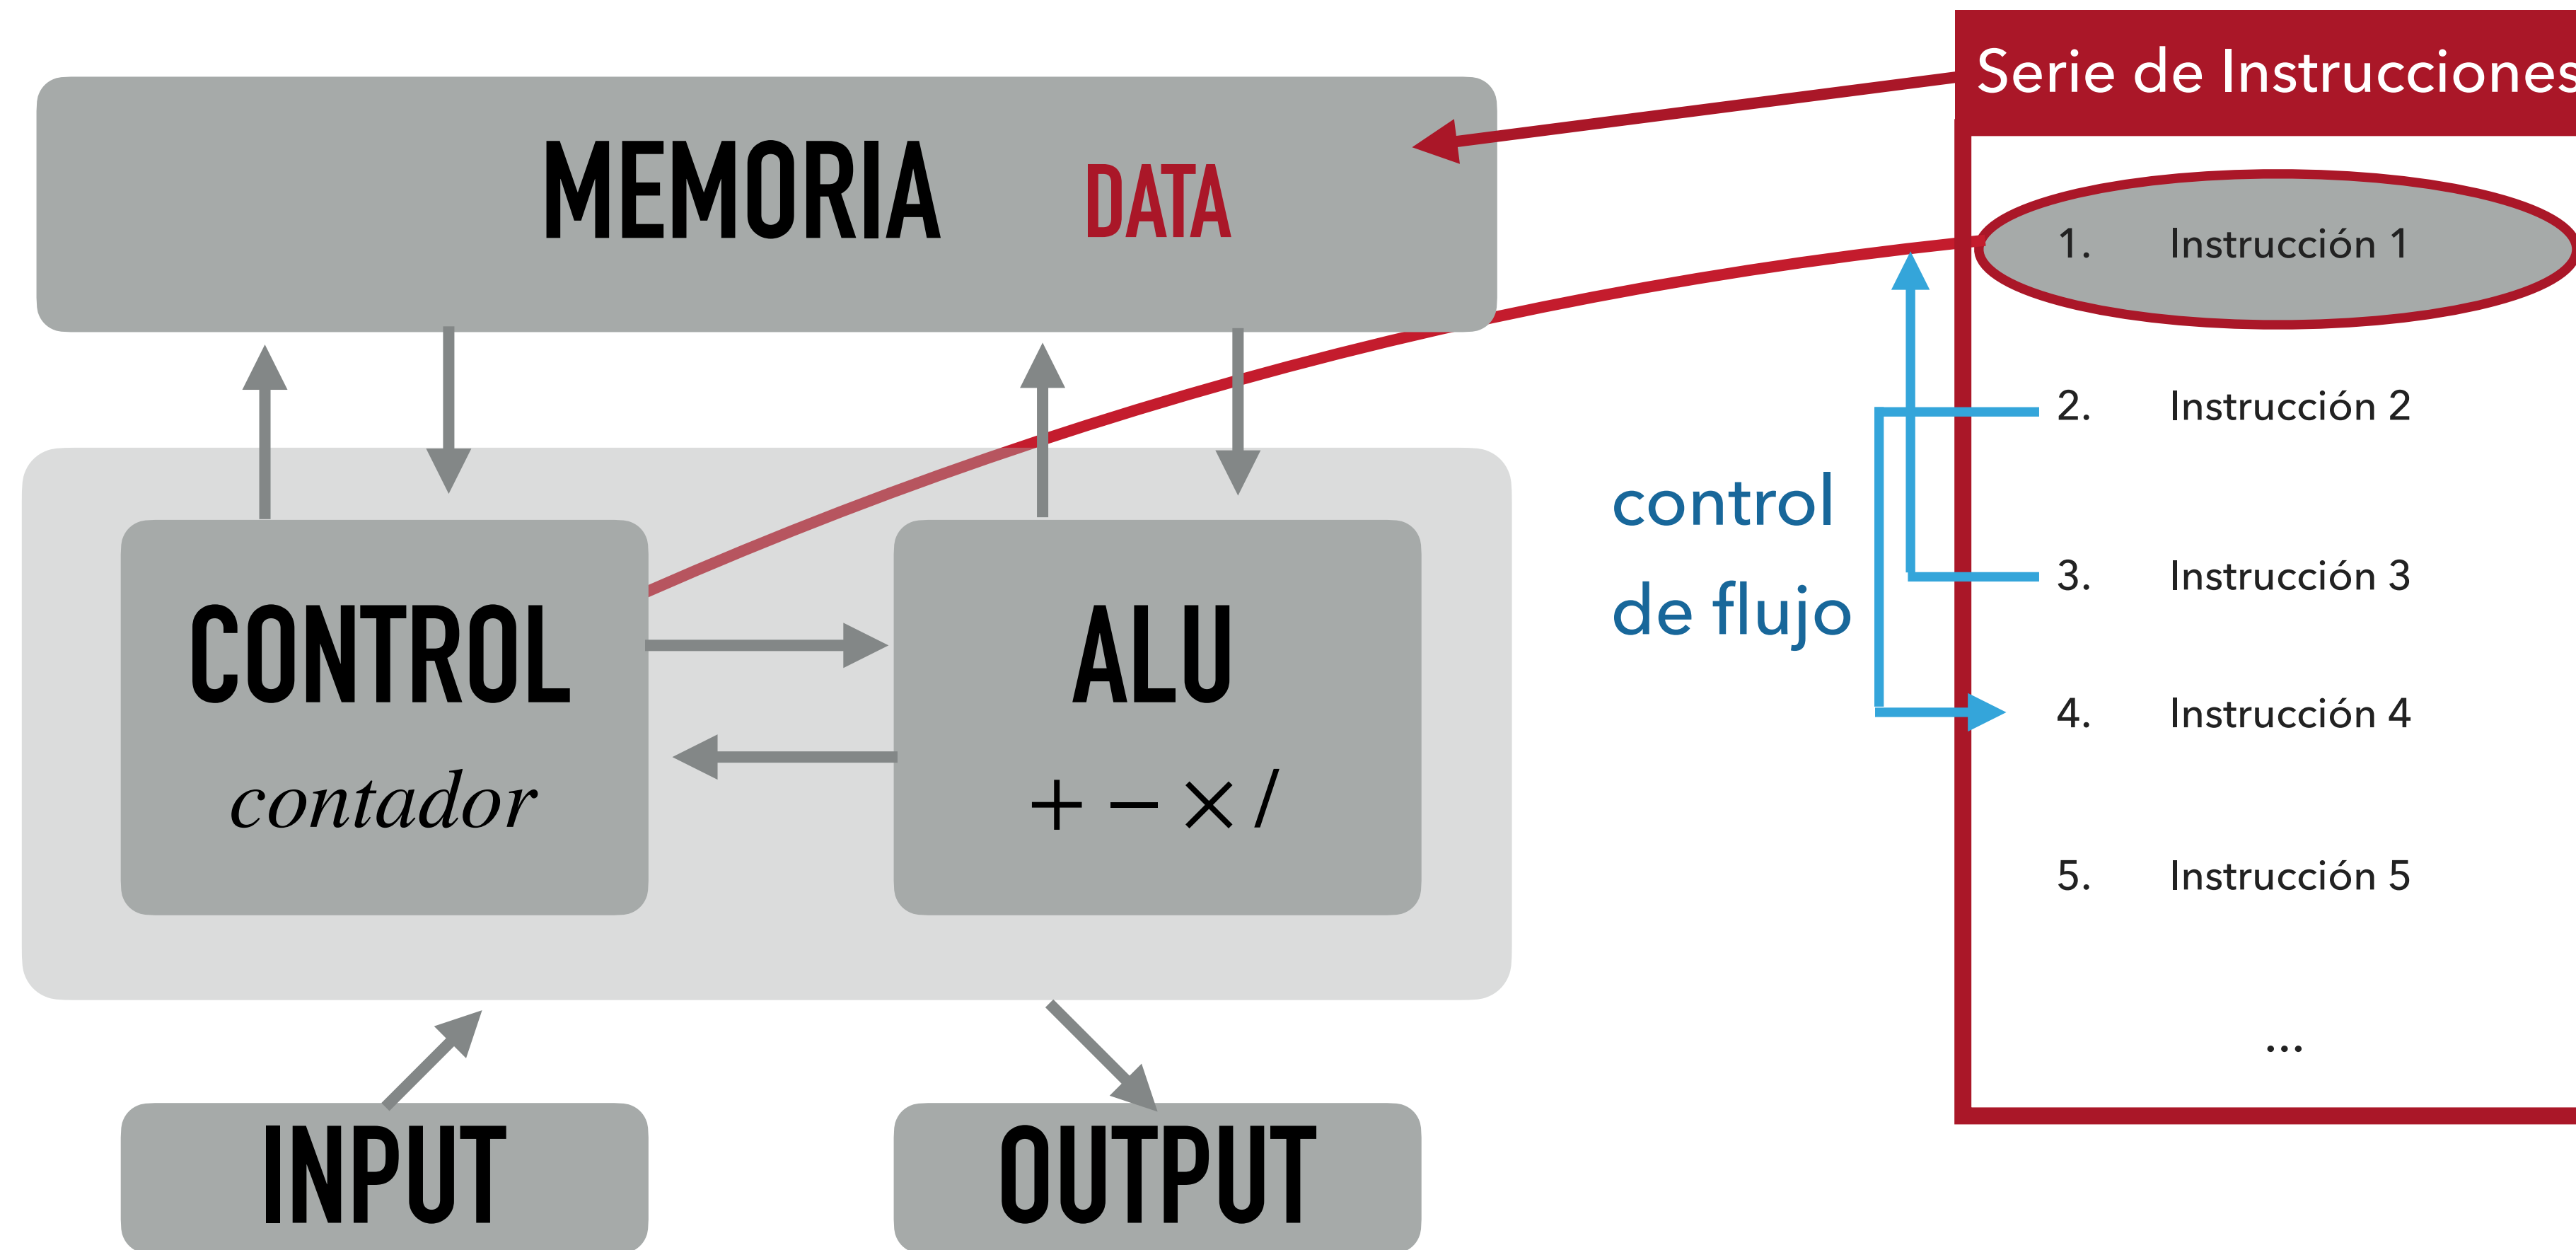 MEMORIA DATA
CONTROL
contador
ALU
+ − × /
INPUT
OUTPUT
control
de flujo
Serie de Instrucciones
1. Instrucción 1
2. Instrucción 2
3. Instrucción 3
4. Instrucción 4
5. Instrucción 5
...